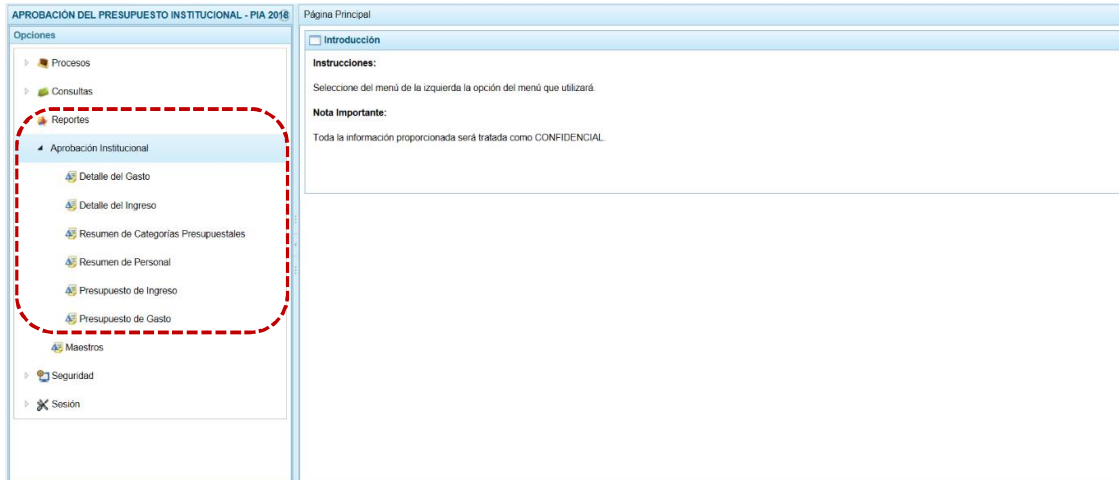 APROBACIÓN DEL PRESUPUESTO INSTITUCIONAL - PIA 2018
Opciones
Procesos
Consultas
Reportes
Aprobación Institucional
Detalle del Gasto
Detalle del Ingreso
Resumen de Categorías Presupuestales
Resumen de Personal
Presupuesto de Ingreso
Presupuesto de Gasto
Maestros
Seguridad
Sesión
Página Principal
Introducción
Instrucciones:
Seleccione del menú de la izquierda la opción del menú que utilizará.
Nota Importante:
Toda la información proporcionada será tratada como CONFIDENCIAL.